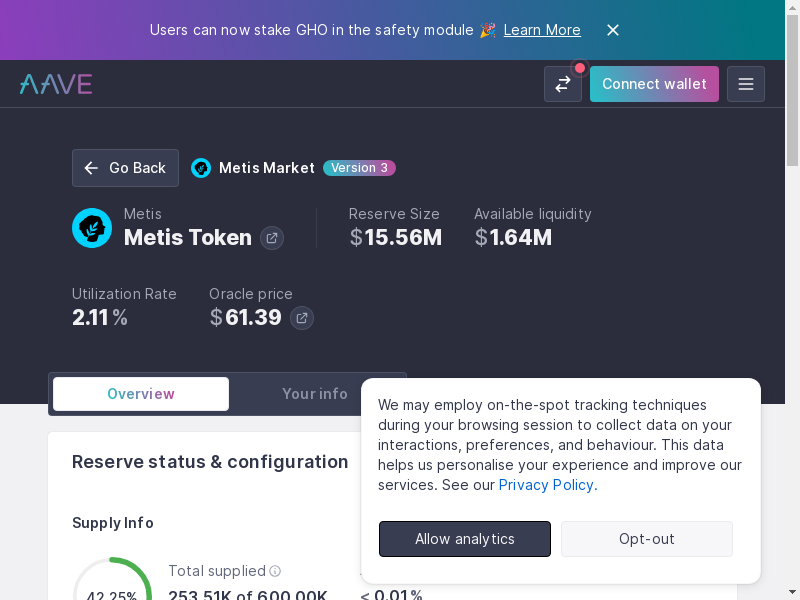 Users can now stake GHO in the safety module 🎉 Learn More
AAVE
Connect wallet
Go Back
Metis Market
Version 3
Metis
Metis Token
Reserve Size
$15.56M
Available liquidity
$1.64M
Utilization Rate
2.11%
Oracle price
$61.39
Overview
Your info
We may employ on-the-spot tracking techniques
during your browsing session to collect data on your
interactions, preferences, and behaviour. This data
helps us personalise your experience and improve our
services. See our Privacy Policy.
Allow analytics
Opt-out
Reserve status & configuration
Supply Info
42.25%
Total supplied
253.51K of 600.00K
< 0.01%